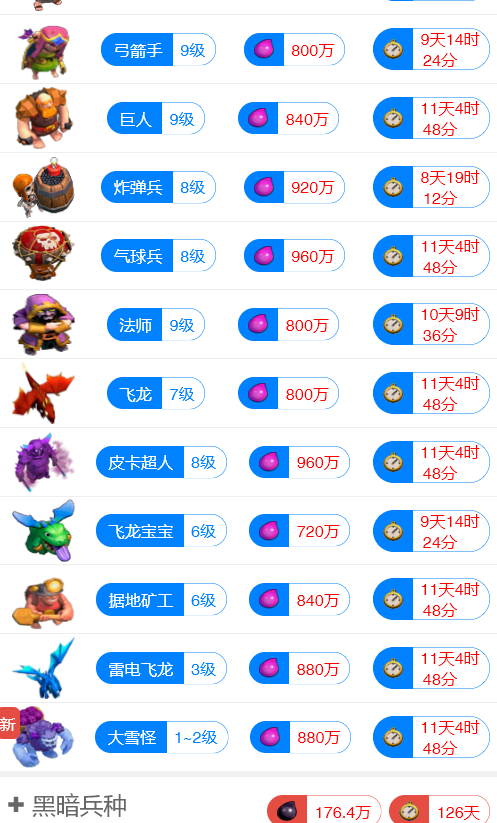 弓箭手 9级 800万 9天14时
24分
巨人 9级 840万 11天4时
48分
炸弹兵 8级 920万 8天19时
12分
气球兵 8级 960万 11天4时
48分
法师 9级 800万 10天9时
36分
飞龙 7级 800万 11天4时
48分
皮卡超人 8级 960万 11天4时
48分
飞龙宝宝 6级 720万 9天14时
24分
据地矿工 6级 840万 11天4时
48分
雷电飞龙 3级 880万 11天4时
48分
新 大雪怪 1~2级 880万 11天4时
48分
+ 黑暗兵种 176.4万 126天